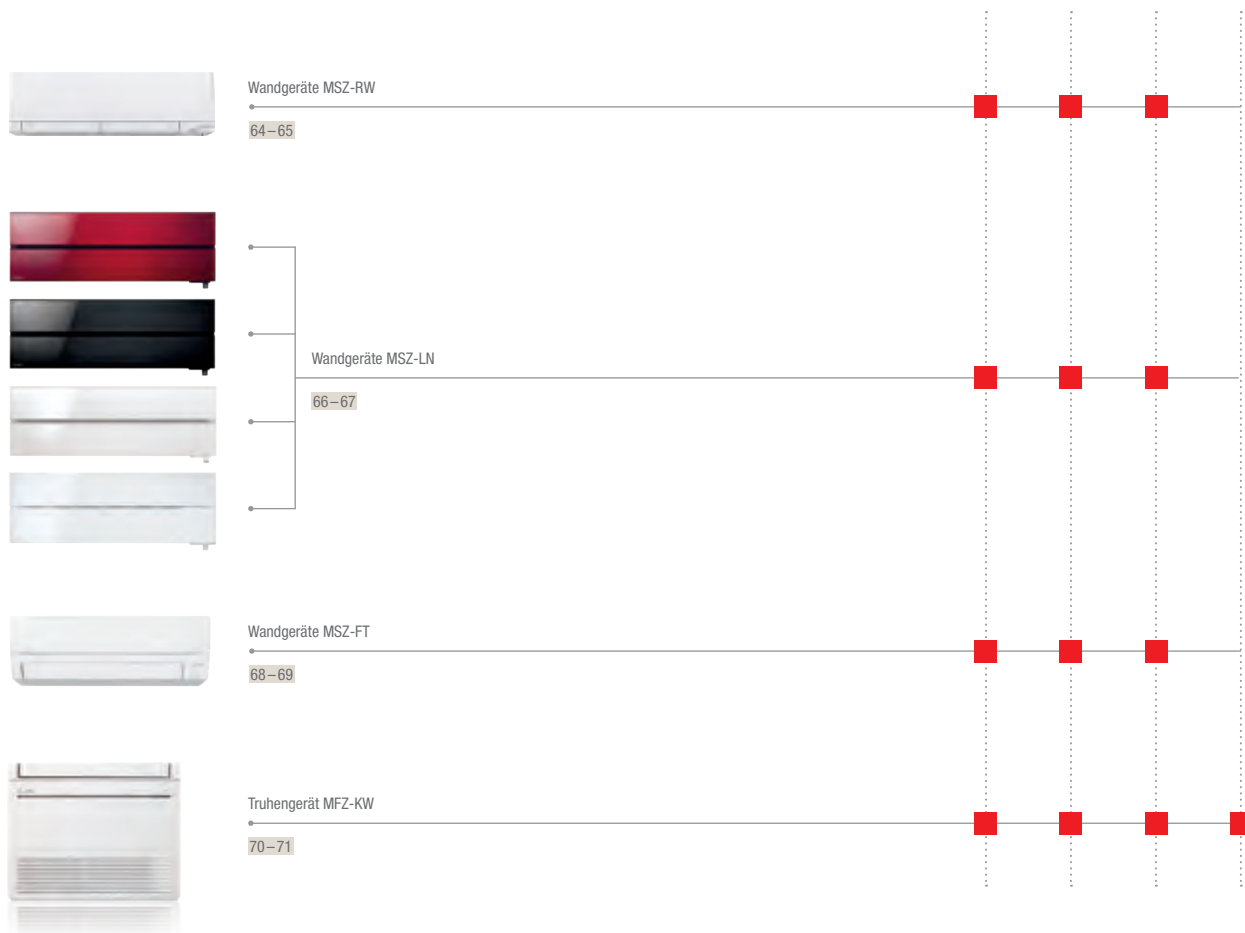 Wandgeräte MSZ-RW
64–65
Wandgeräte MSZ-LN
66–67
Wandgeräte MSZ-FT
68–69
Truhengerät MFZ-KW
70–71